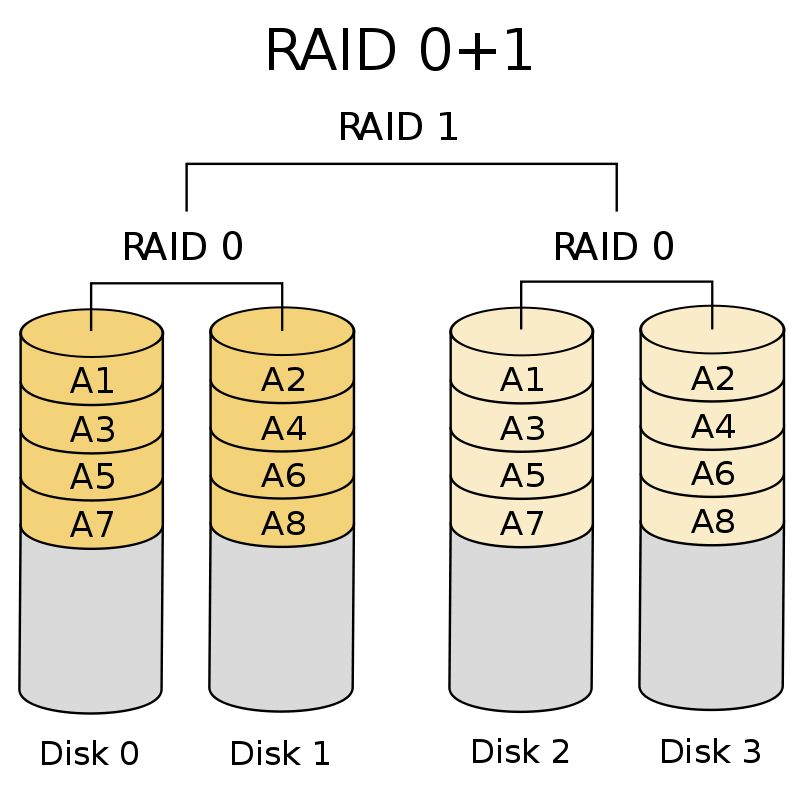 RAID 0+1
RAID 1
RAID 0 RAID 0
A1 A2 A1 A2
A3 A4 A3 A4
A5 A6 A5 A6
A7 A8 A7 A8
Disk 0 Disk 1 Disk 2 Disk 3